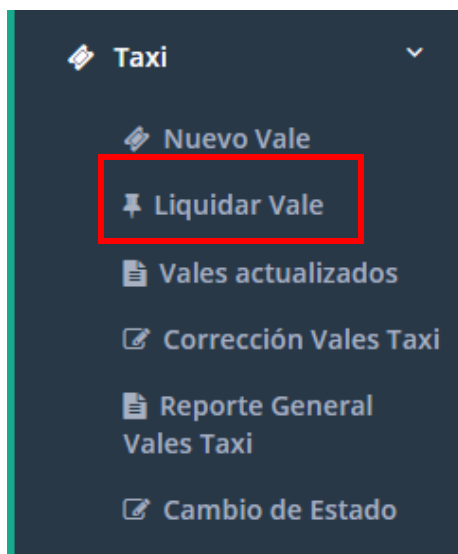 Taxi
Nuevo Vale
Liquidar Vale
Vales actualizados
Corrección Vales Taxi
Reporte General
Vales Taxi
Cambio de Estado